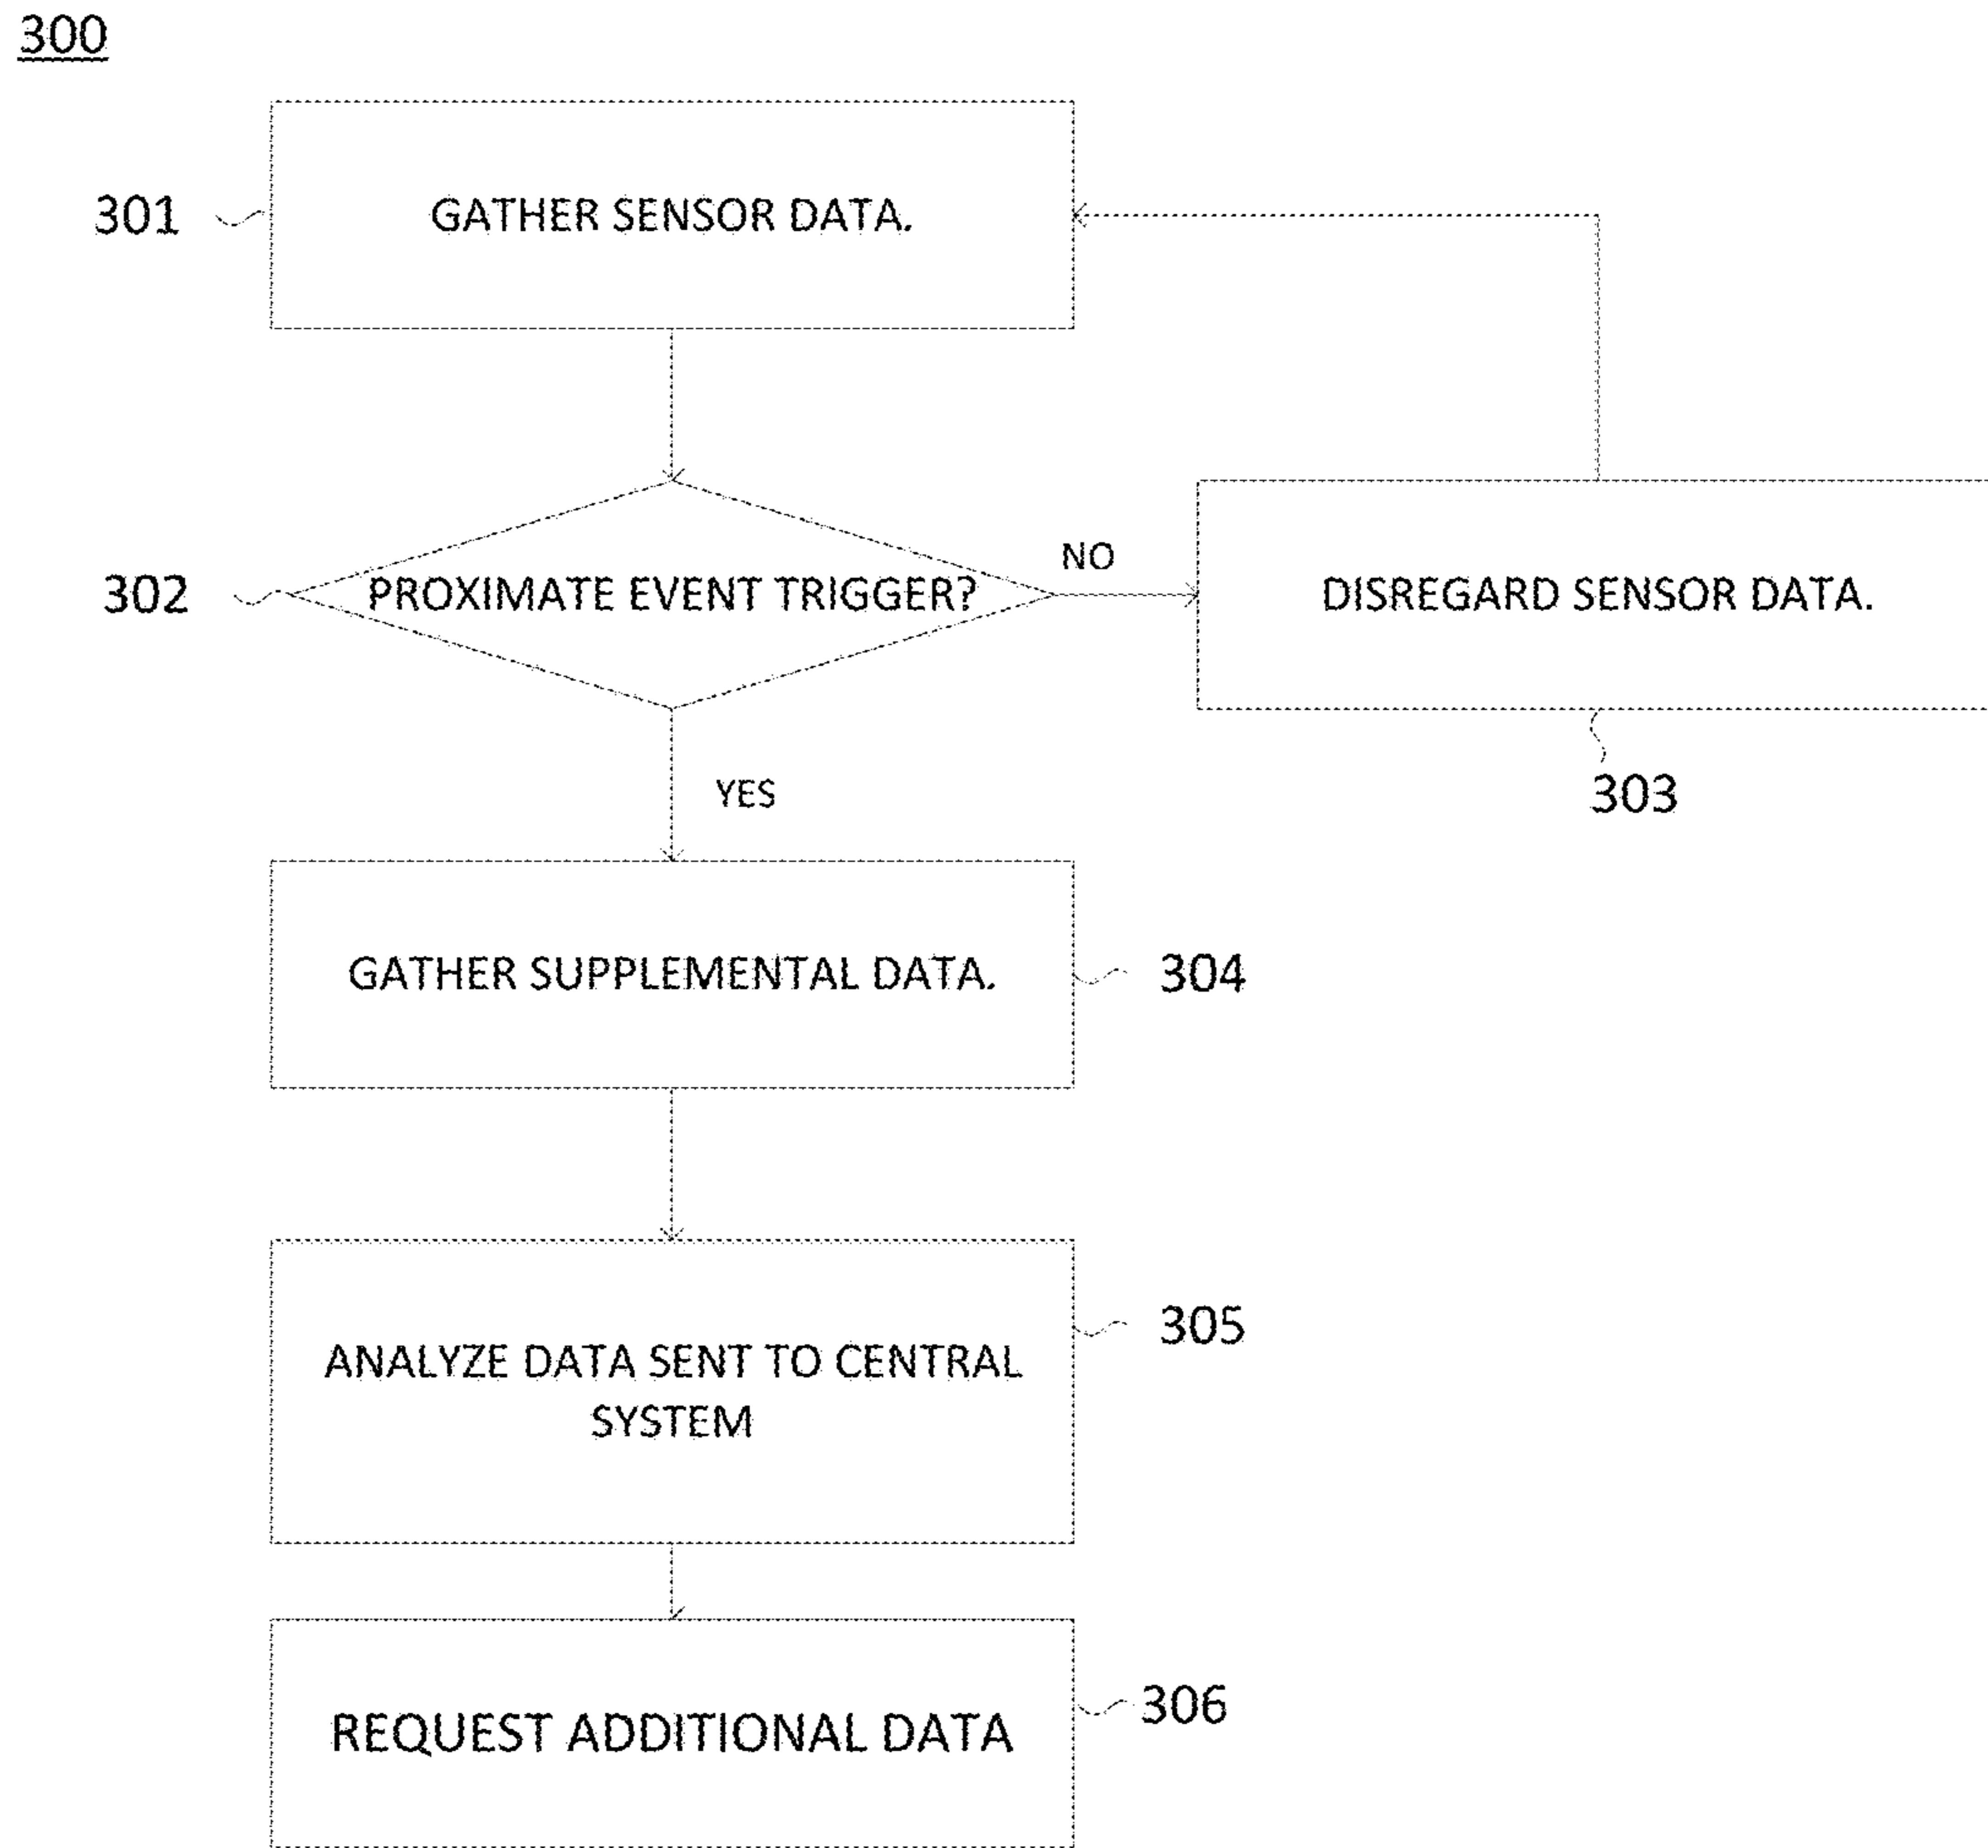 300
301
GATHER SENSOR DATA.
302
PROXIMATE EVENT TRIGGER?
NO
DISREGARD SENSOR DATA.
303
YES
GATHER SUPPLEMENTAL DATA.
304
305
ANALYZE DATA SENT TO CENTRAL
SYSTEM
306
REQUEST ADDITIONAL DATA